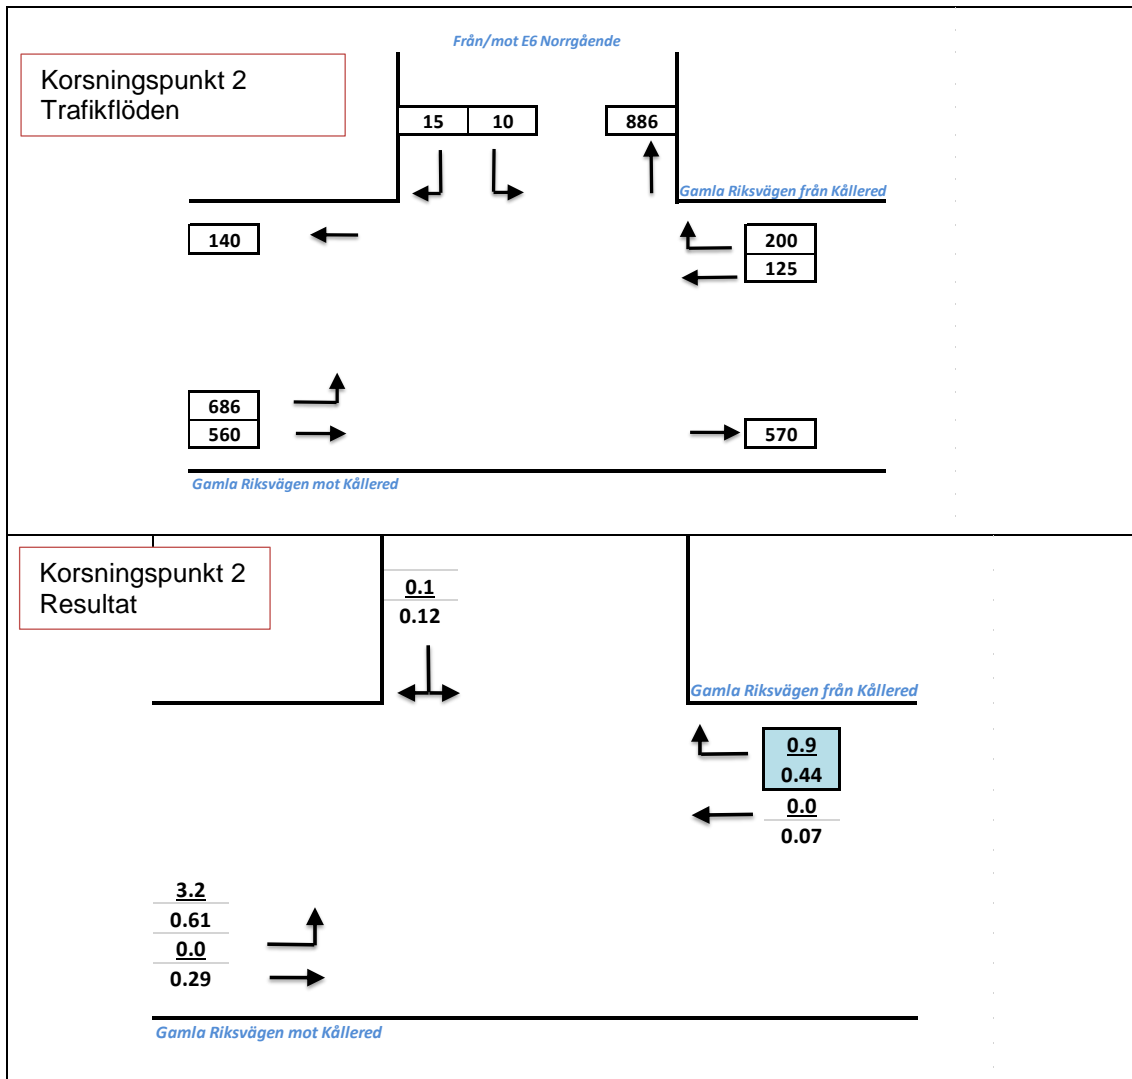 Från/mot E6 Norrgående
Korsningspunkt 2
Trafikflöden
15 10 886
Gamla Riksvägen från Kållered
140 200
125
686
560 570
Gamla Riksvägen mot Kållered
Korsningspunkt 2
Resultat
0.1
0.12
Gamla Riksvägen från Kållered
0.9
0.44
0.0
0.07
3.2
0.61
0.0
0.29
Gamla Riksvägen mot Kållered